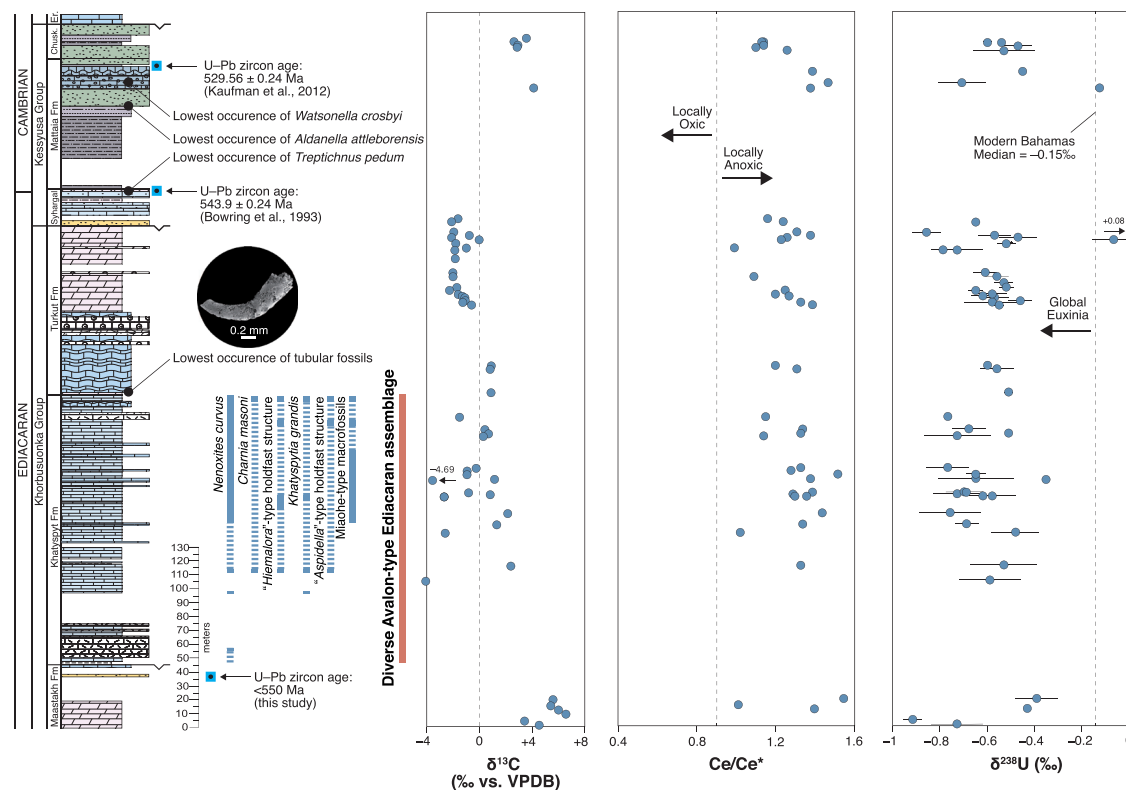 CAMBRIAN
EDIACARAN
Kessyusa Group
Khorbusuonka Group
Er.
Chusk.
Mattaia Fm
Syhargal
Turkut Fm
Khatyspyt Fm
Maastakh Fm
U–Pb zircon age:
529.56 ± 0.24 Ma
(Kaufman et al., 2012)
Lowest occurence of Watsonella crosbyi
Lowest occurence of Aldanella attleborensis
Lowest occurence of Treptichnus pedum
U–Pb zircon age:
543.9 ± 0.24 Ma
(Bowring et al., 1993)
0.2 mm
Lowest occurence of tubular fossils
Nenoxites curvus
Charnia masoni
“Hiemalora”-type holdfast structure
Khatyspytia grandis
“Aspidella”-type holdfast structure
Miaohe-type macrofossils
Diverse Avalon-type Ediacaran assemblage
130
120
110
100
90
80
70
60
50
40
30
20
10
0
meters
U–Pb zircon age:
<550 Ma
(this study)
–4.69
–4
0
+4
+8
δ¹³C
(‰ vs. VPDB)
Locally
Oxic
Locally
Anoxic
0.4
0.8
1.2
1.6
Ce/Ce*
Modern Bahamas
Median = –0.15‰
+0.08
Global
Euxinia
–1
–0.8
–0.6
–0.4
–0.2
0
δ²³⁸U (‰)